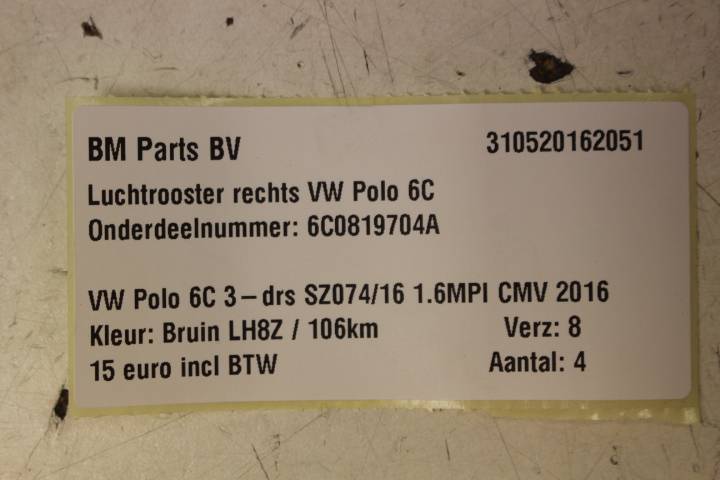 BM Parts BV 310520162051
Luchtrooster rechts VW Polo 6C
Onderdeelnummer: 6C0819704A
VW Polo 6C 3-drs SZ074/16 1.6MPI CMV 2016
Kleur: Bruin LH8Z / 106km Verz: 8
15 euro incl BTW Aantal: 4